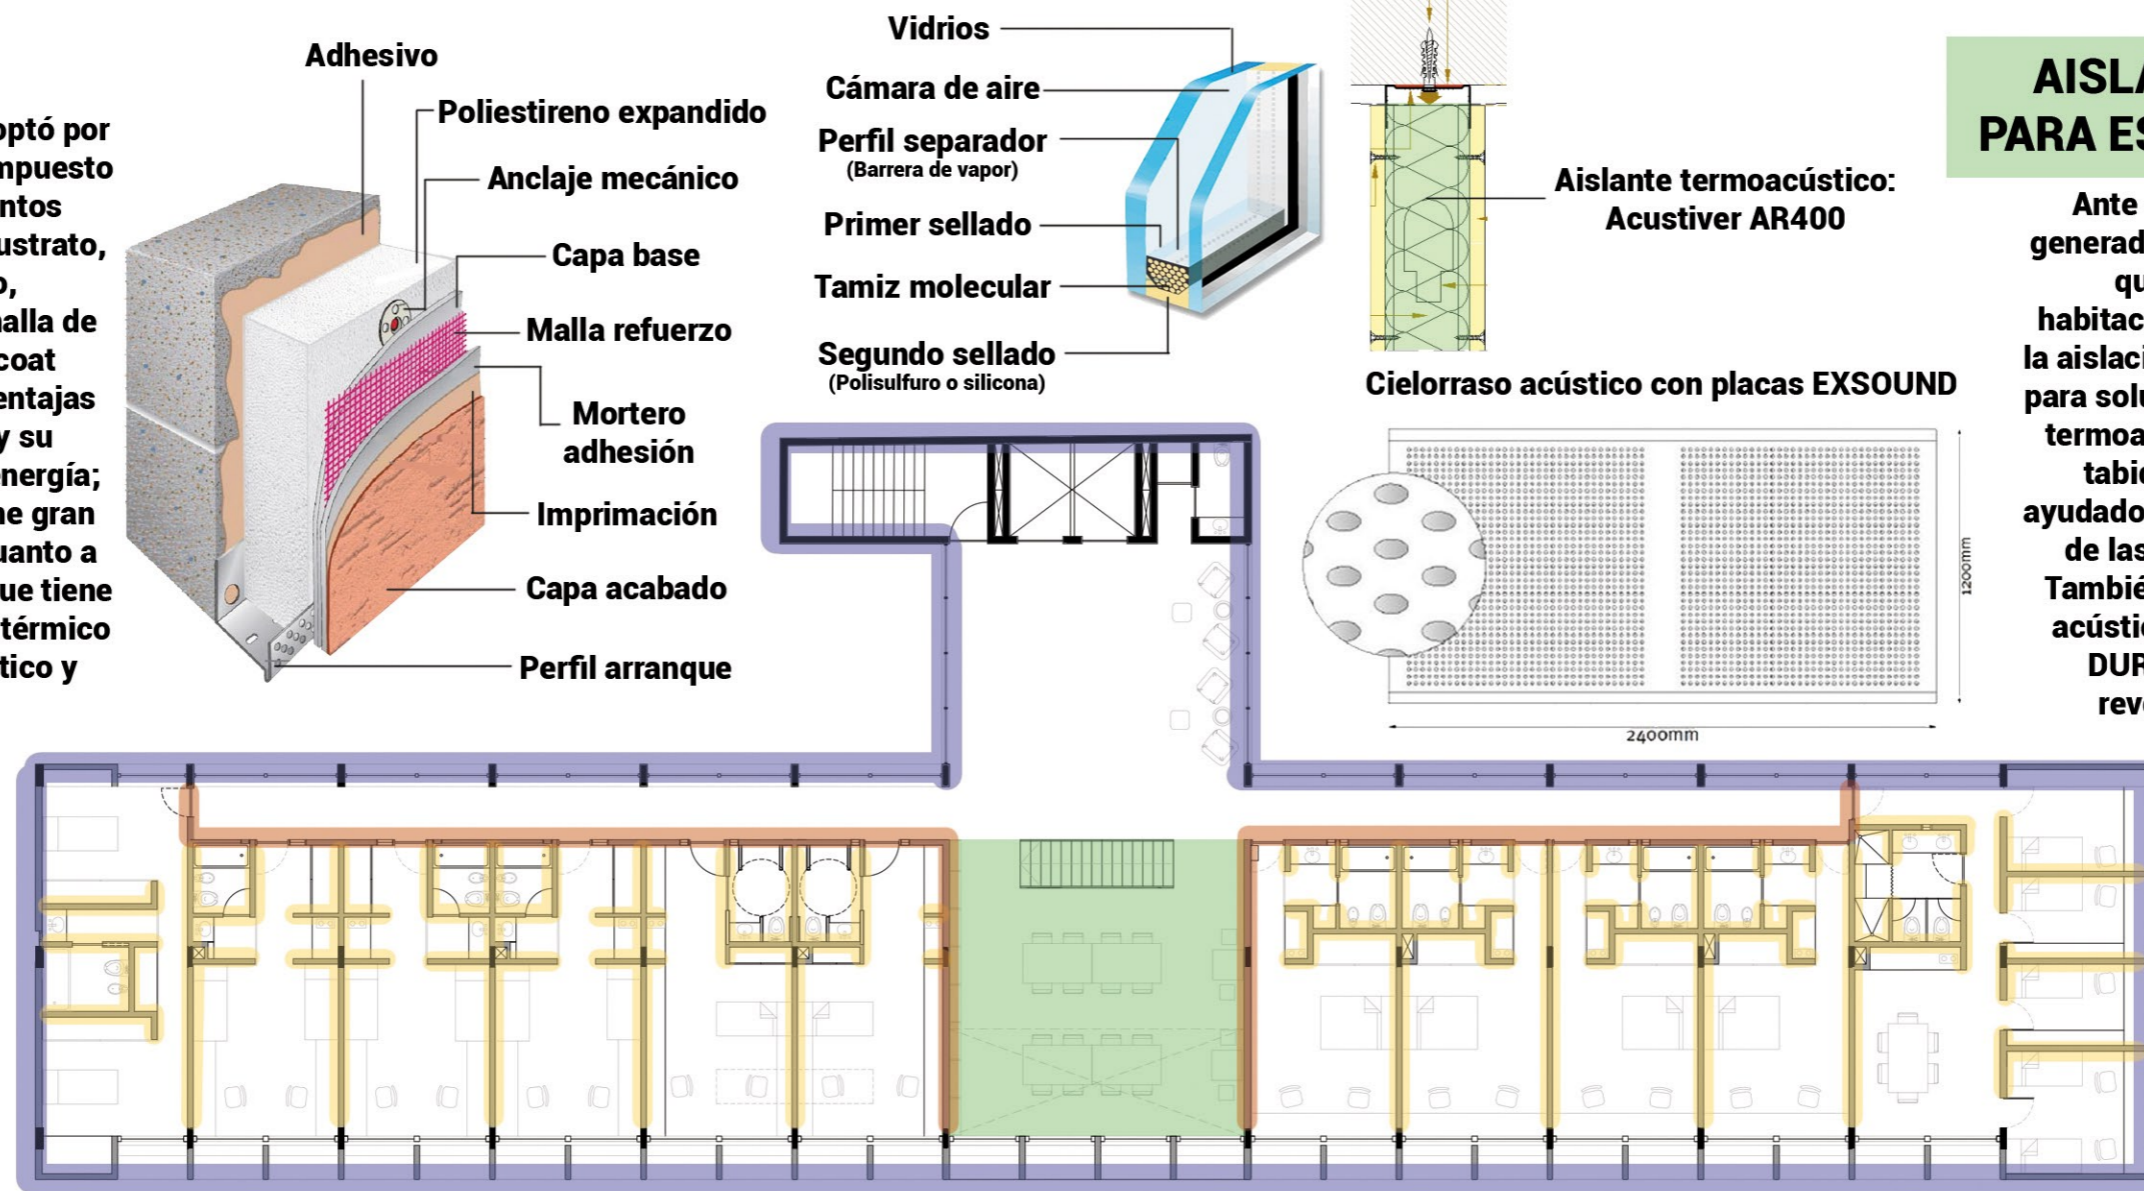 optó por
mpuesto
ntos
ustrato,
o,
nalla de
coat
entajas
y su
energía;
ne gran
uanto a
ue tiene
térmico
tico y
Adhesivo
Poliestireno expandido
Anclaje mecánico
Capa base
Malla refuerzo
Mortero
adhesión
Imprimación
Capa acabado
Perfil arranque
Vidrios
Cámara de aire
Perfil separador
(Barrera de vapor)
Primer sellado
Tamiz molecular
Segundo sellado
(Polisulfuro o silicona)
Aislante termoacústico:
Acustiver AR400
Cielorraso acústico con placas EXSOUND
1200mm
2400mm
AISLA
PARA ES
Ante
generad
qu
habitac
la aislaci
para solu
termoa
tabic
ayudado
de las
Tambié
acústic
DUR
reve